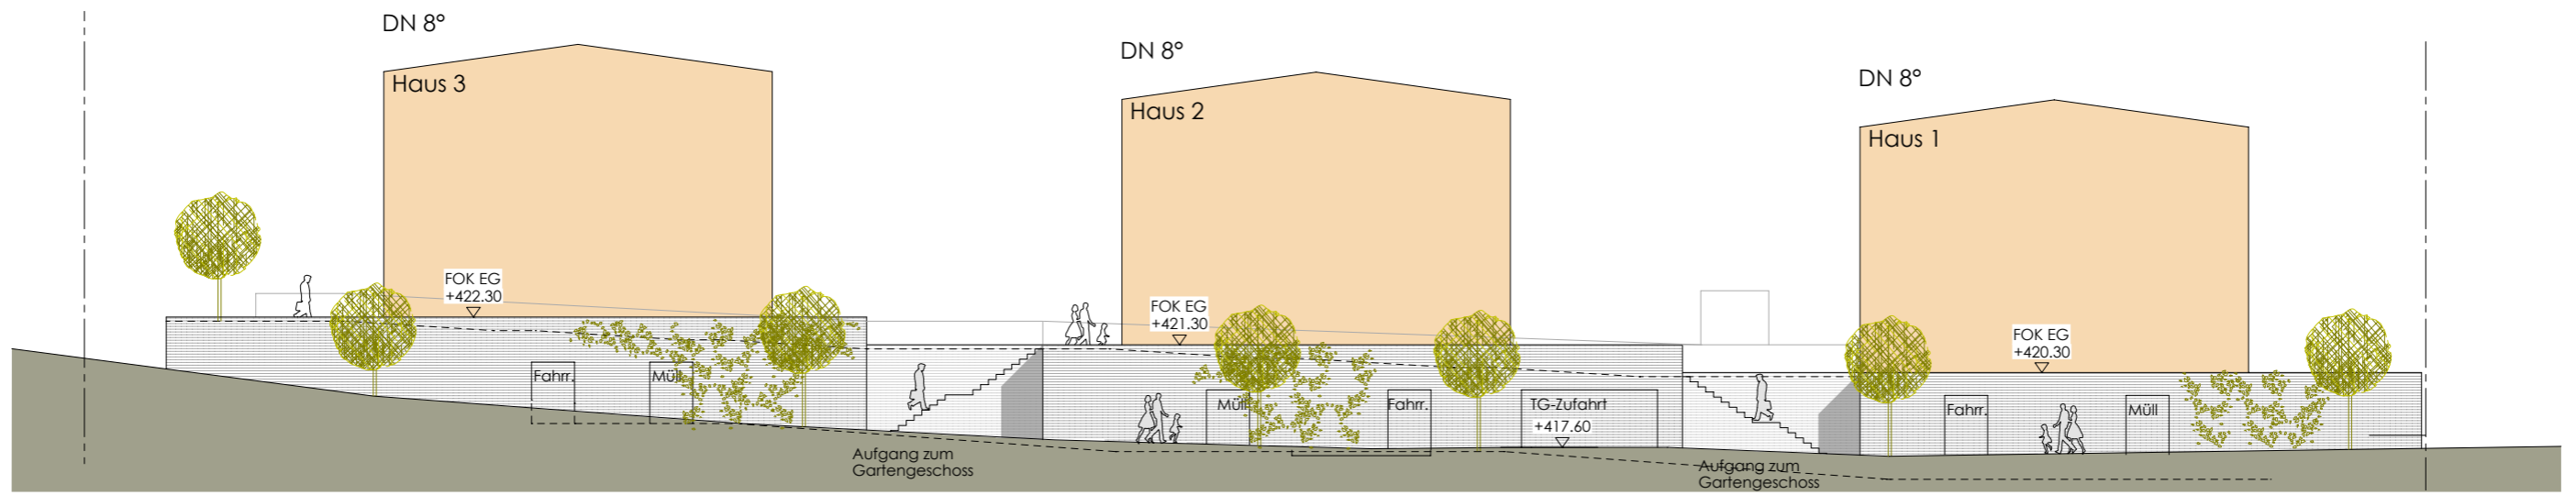 DN 8°
Haus 3
FOK EG
+422.30
Fahrr.
Müll
Aufgang zum
Gartengeschoss
DN 8°
Haus 2
FOK EG
+421.30
Müll
Fahrr.
TG-Zufahrt
+417.60
Aufgang zum
Gartengeschoss
DN 8°
Haus 1
FOK EG
+420.30
Fahrr.
Müll